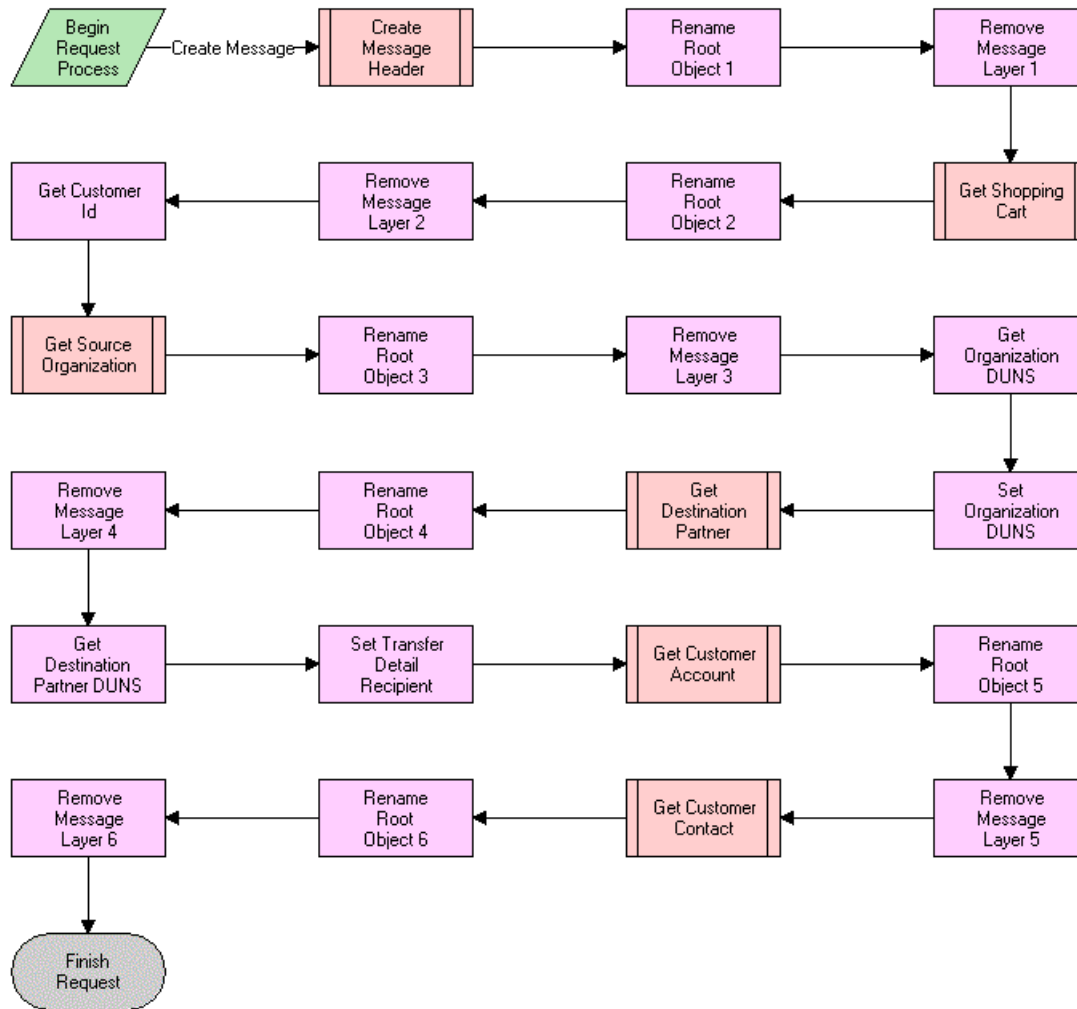 Begin
Request
Process
Create Message
Create
Message
Header
Rename
Root
Object 1
Remove
Message
Layer 1
Get Customer
Id
Remove
Message
Layer 2
Rename
Root
Object 2
Get Shopping
Cart
Get Source
Organization
Rename
Root
Object 3
Remove
Message
Layer 3
Get
Organization
DUNS
Remove
Message
Layer 4
Rename
Root
Object 4
Get
Destination
Partner
Set
Organization
DUNS
Get
Destination
Partner DUNS
Set Transfer
Detail
Recipient
Get Customer
Account
Rename
Root
Object 5
Remove
Message
Layer 6
Rename
Root
Object 6
Get Customer
Contact
Remove
Message
Layer 5
Finish
Request